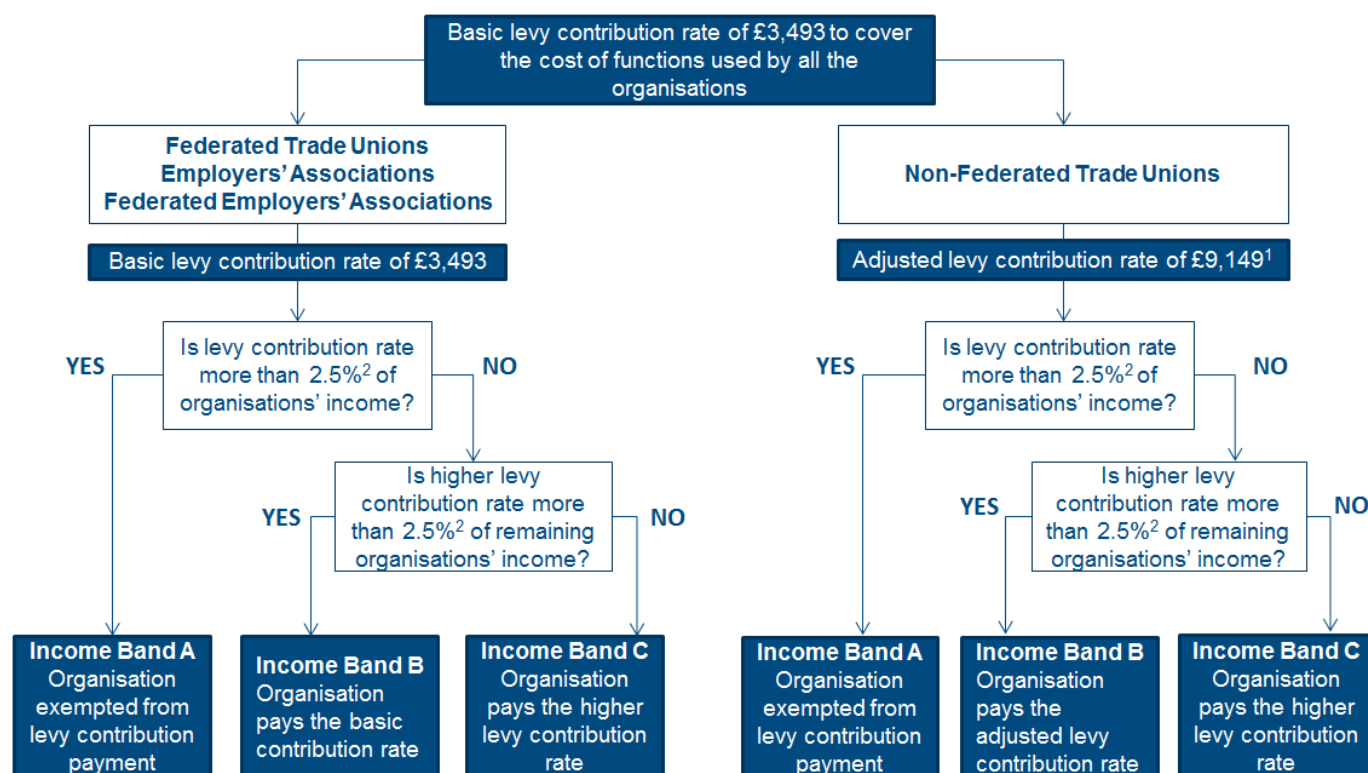 Basic levy contribution rate of £3,493 to cover
the cost of functions used by all the
organisations
Federated Trade Unions
Employers' Associations
Federated Employers' Associations
Non-Federated Trade Unions
Basic levy contribution rate of £3,493
Adjusted levy contribution rate of £9,149¹
YES
Is levy contribution rate
more than 2.5%² of
organisations' income?
NO
YES
Is levy contribution rate
more than 2.5%² of
organisations' income?
NO
YES
Is higher levy
contribution rate more
than 2.5%² of remaining
organisations' income?
NO
YES
Is higher levy
contribution rate more
than 2.5%² of remaining
organisations' income?
NO
Income Band A
Organisation
exempted from
levy contribution
payment
Income Band B
Organisation
pays the basic
contribution rate
Income Band C
Organisation
pays the higher
levy contribution
rate
Income Band A
Organisation
exempted from
levy contribution
payment
Income Band B
Organisation
pays the
adjusted levy
contribution rate
Income Band C
Organisation
pays the higher
levy contribution
rate